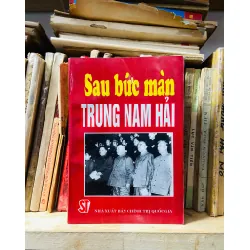 Sau bức màn
TRUNG NAM HẢI
NHÀ XUẤT BẢN CHÍNH TRỊ QUỐC GIA